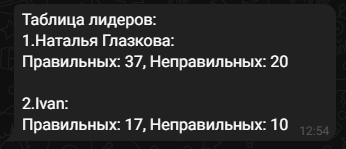 Таблица лидеров:
1.Наталья Глазкова:
Правильных: 37, Неправильных: 20
2.Ivan:
Правильных: 17, Неправильных: 10
12:54